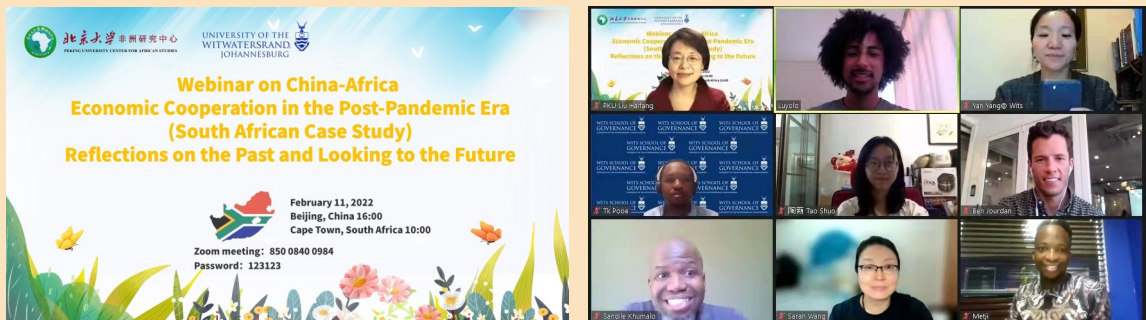 北京大学非洲研究中心
PEKING UNIVERSITY CENTER FOR AFRICAN STUDIES
UNIVERSITY OF THE
WITWATERSRAND,
JOHANNESBURG
Webinar on China-Africa
Economic Cooperation in the Post-Pandemic Era
(South African Case Study)
Reflections on the Past and Looking to the Future
February 11, 2022
Beijing, China 16:00
Cape Town, South Africa 10:00
Zoom meeting: 850 0840 0984
Password: 123123
PKU Liu Haifang
Luyolo
Yan Yang@ Wits
WITS SCHOOL OF
GOVERNANCE
Tk Pooe
Tao Shuo
Ben Jourdan
Sandile Khumalo
Saran Wang
Metji